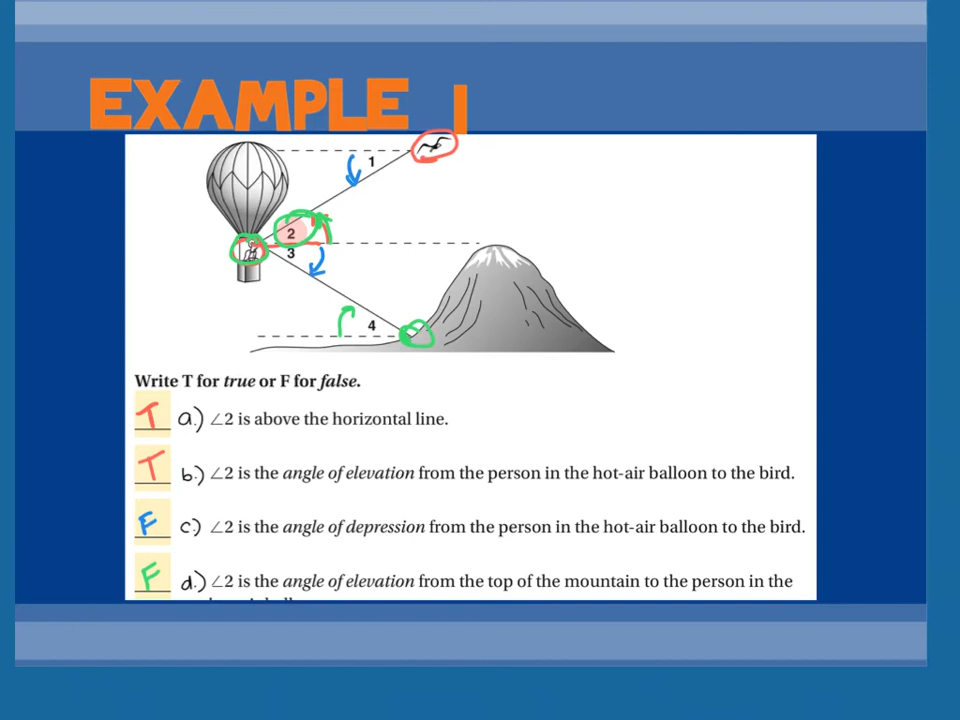 EXAMPLE 1
1
2
3
4
Write T for true or F for false.
T a.) ∠2 is above the horizontal line.
T b.) ∠2 is the angle of elevation from the person in the hot-air balloon to the bird.
F c.) ∠2 is the angle of depression from the person in the hot-air balloon to the bird.
F d.) ∠2 is the angle of elevation from the top of the mountain to the person in the